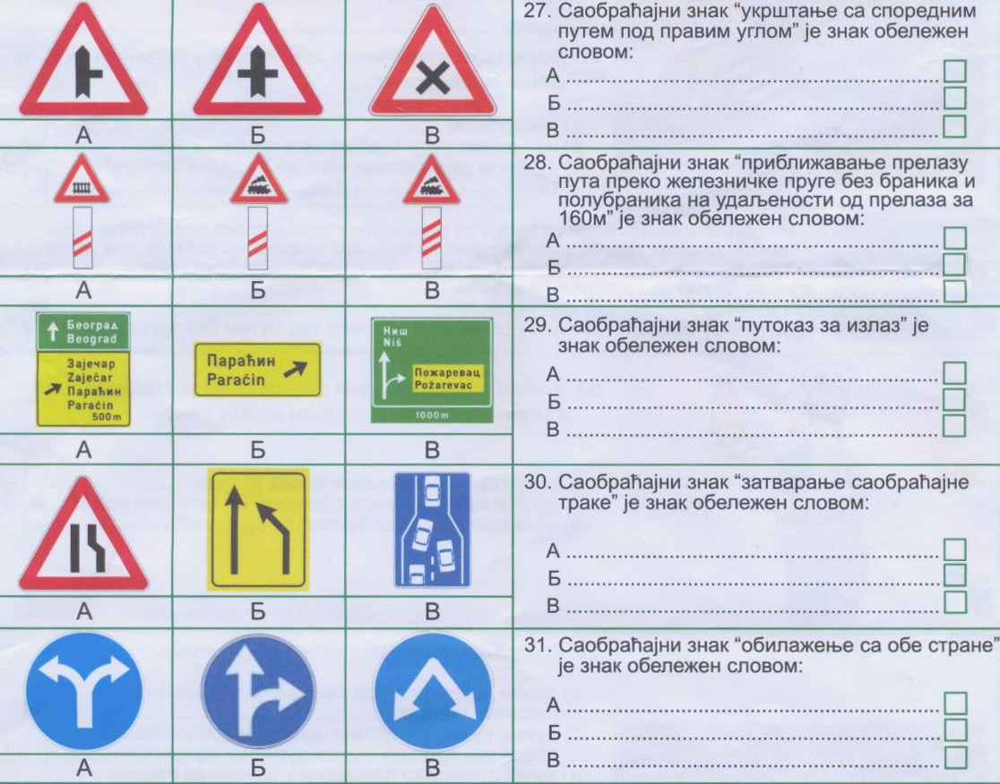 27. Саобраћајни знак “укрштање са споредним
путем под правим углом” је знак обележен
словом:
А ........................................................
Б ........................................................
В ........................................................
А
Б
В
28. Саобраћајни знак “приближавање прелазу
пута преко железничке пруге без браника и
полубраника на удаљености од прелаза за
160м” је знак обележен словом:
А ........................................................
Б ........................................................
В ........................................................
А
Б
В
Београд
Beograd
Зајечар
Zaječar
Параћин
Paraćin
500m
Параћин
Paraćin
Ниш
Niš
Пожаревац
Požarevac
1000m
29. Саобраћајни знак “путоказ за излаз” је
знак обележен словом:
А ........................................................
Б ........................................................
В ........................................................
А
Б
В
30. Саобраћајни знак “затварање саобраћајне
траке” је знак обележен словом:
А ........................................................
Б ........................................................
В ........................................................
А
Б
В
31. Саобраћајни знак “обилажење са обе стране”
је знак обележен словом:
А ........................................................
Б ........................................................
В ........................................................
А
Б
В